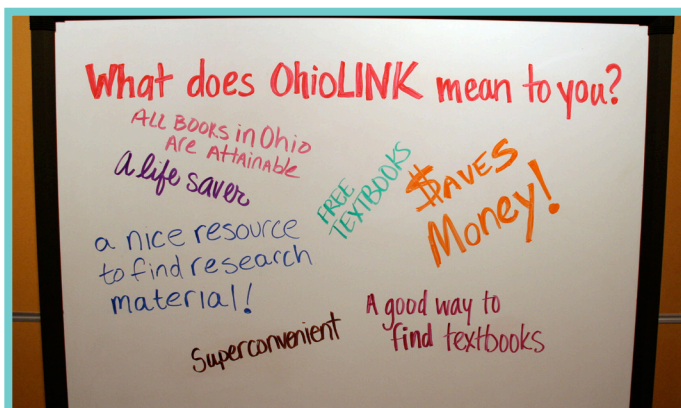 What does OhioLINK mean to you?
ALL BOOKS in Ohio
ARE ATTAINABLE
a life saver
FREE
TEXTBOOKS
$AVES
Money!
a nice resource
to find research
material!
Superconvenient
A good way to
find textbooks